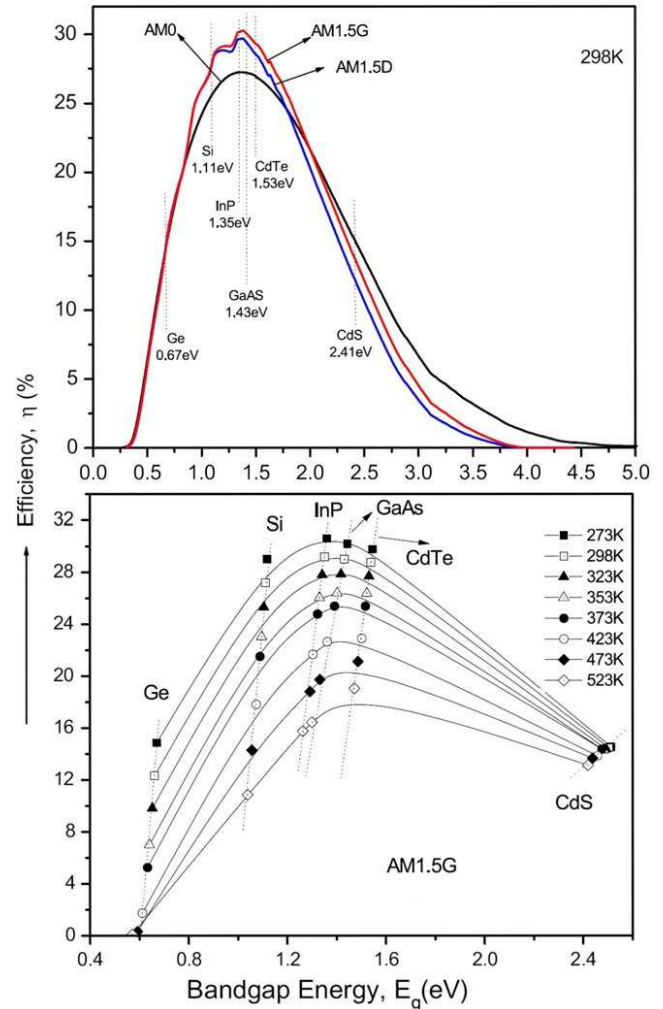 30
25
20
15
10
5
0
AM0
AM1.5G
AM1.5D
298K
Si
1.11eV
CdTe
1.53eV
InP
1.35eV
GaAS
1.43eV
Ge
0.67eV
CdS
2.41eV
0.0 0.5 1.0 1.5 2.0 2.5 3.0 3.5 4.0 4.5 5.0
Efficiency, η (%
32
28
24
20
16
12
8
4
0
Si
InP
GaAs
CdTe
Ge
CdS
273K
298K
323K
353K
373K
423K
473K
523K
AM1.5G
0.4 0.8 1.2 1.6 2.0 2.4
Bandgap Energy, Eg(eV)